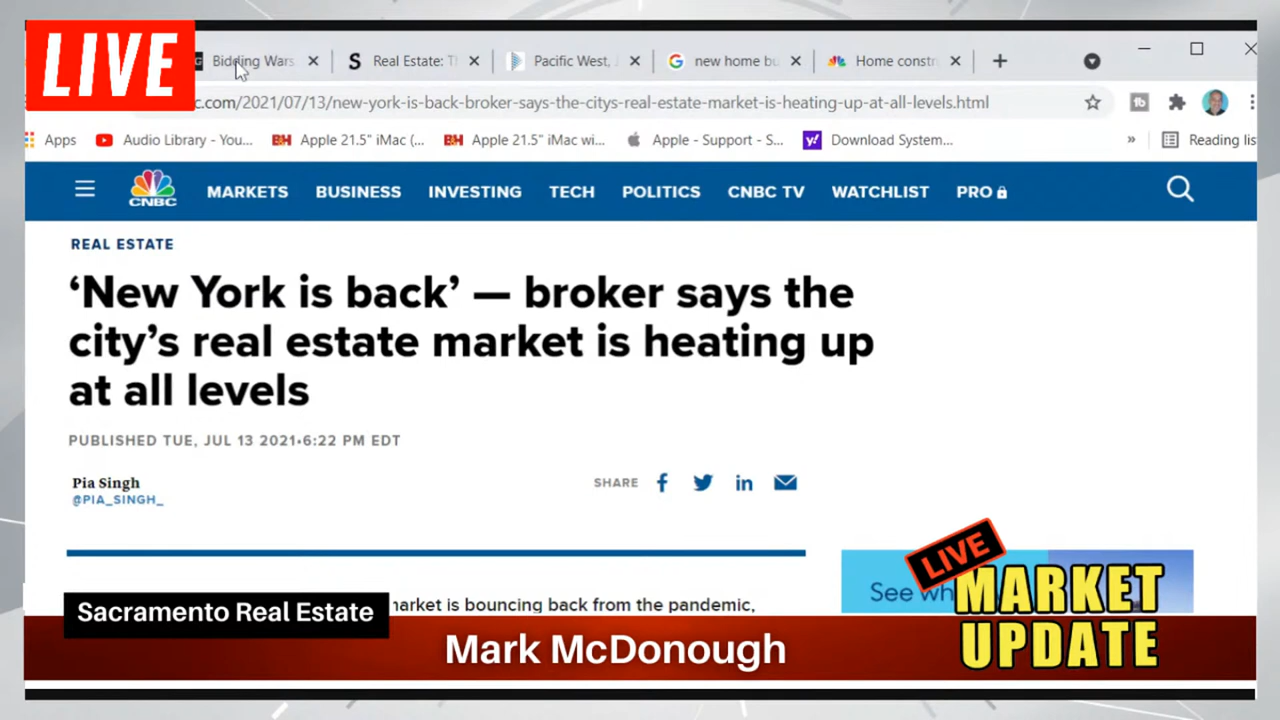 LIVE
Bidding Wars
Real Estate: T
Pacific West,
new home bu
Home constr
c.com/2021/07/13/new-york-is-back-broker-says-the-citys-real-estate-market-is-heating-up-at-all-levels.html
Apps
Audio Library - You...
B&H Apple 21.5" iMac (...
B&H Apple 21.5" iMac wi...
Apple - Support - S...
y! Download System...
»
Reading lis
CNBC
MARKETS
BUSINESS
INVESTING
TECH
POLITICS
CNBC TV
WATCHLIST
PRO
REAL ESTATE
‘New York is back’ — broker says the
city’s real estate market is heating up
at all levels
PUBLISHED TUE, JUL 13 2021•6:22 PM EDT
Pia Singh
@PIA_SINGH_
SHARE
See wh
LIVE
MARKET
UPDATE
market is bouncing back from the pandemic,
Sacramento Real Estate
Mark McDonough